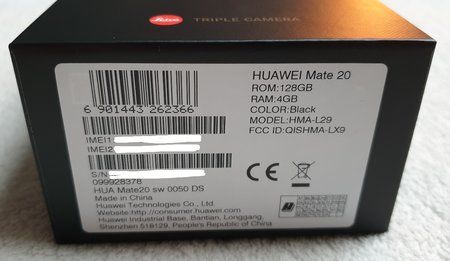 Leica TRIPLE CAMERA
HUAWEI Mate 20
ROM:128GB
RAM:4GB
COLOR:Black
MODEL:HMA-L29
FCC ID:QISHMA-LX9
6 901443 262366
IMEI1
IMEI2
S/N
099928378
HUA Mate20 sw 0050 DS
Made in China
Huawei Technologies Co., Ltd.
Website:http://consumer.huawei.com
Huawei Industrial Base, Bantian, Longgang,
Shenzhen 518129, People's Republic of China
CE